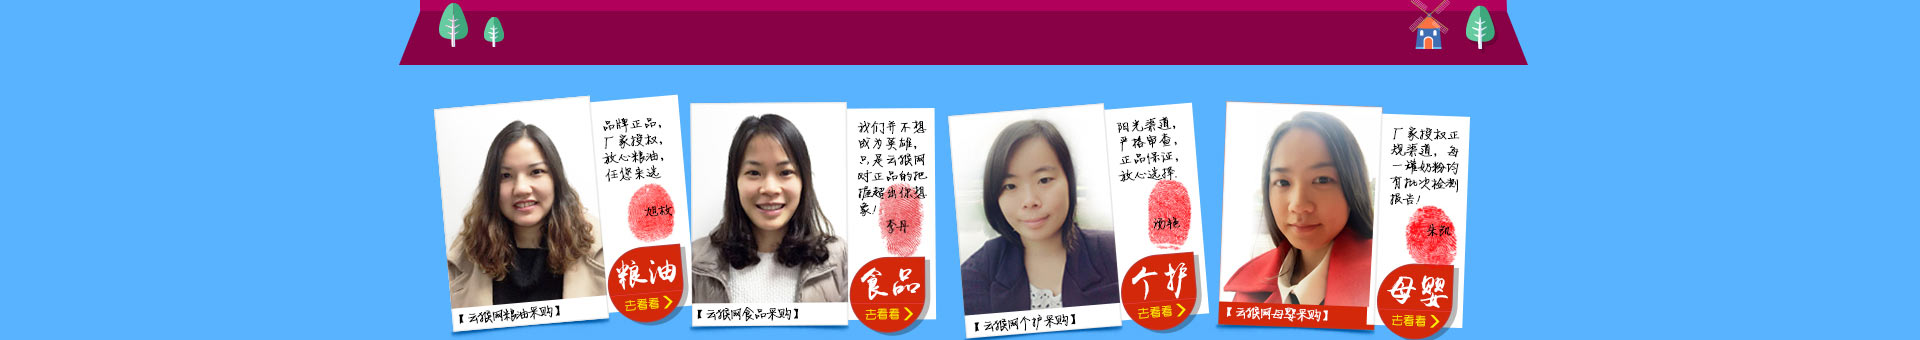 品牌正品，
厂家授权，
放心粮油，
任您来选
粮油
去看看
【云猴网粮油采购】
我们并不想
成为英雄，
只是云猴网
对正品的把
握超出你想
象！
李丹
食品
去看看
【云猴网食品采购】
阳光渠道，
严格审查，
正品保证，
放心选择.
个护
去看看
【云猴网个护采购】
厂家授权正
规渠道，每
一罐奶粉均
有批次检测
报告！
朱凯
母婴
去看看
【云猴网母婴采购】